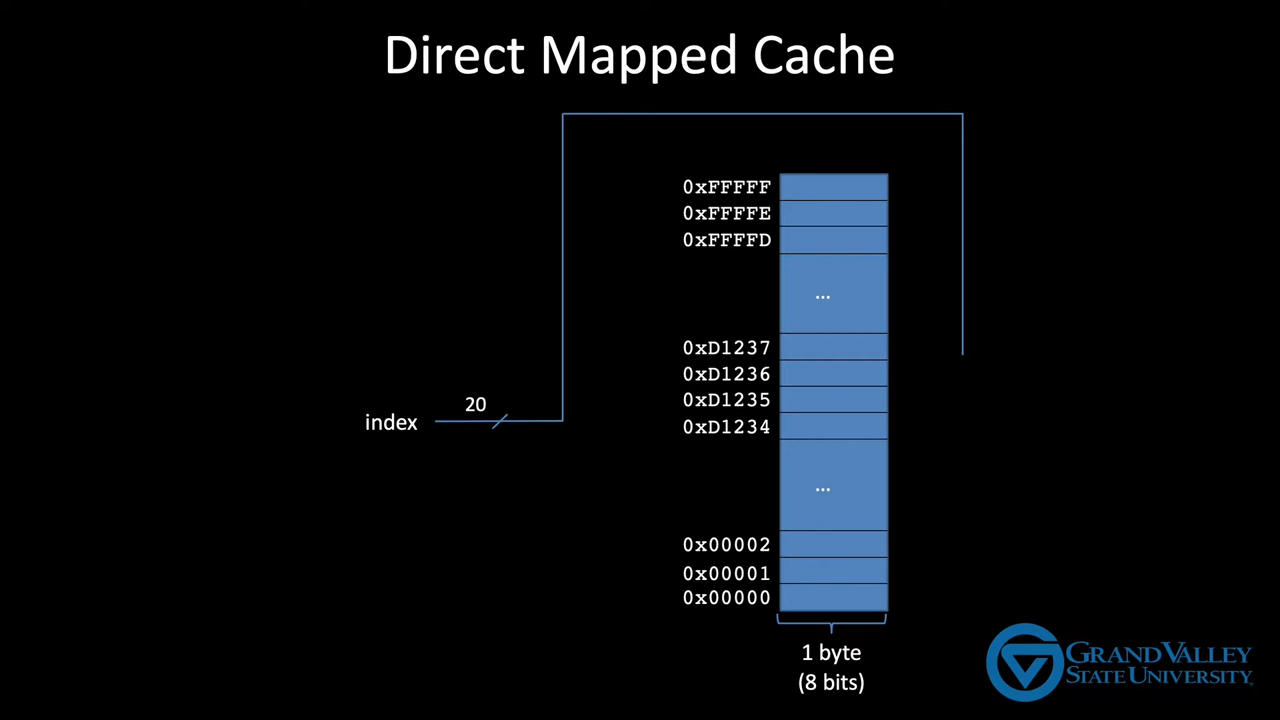 Direct Mapped Cache
0xFFFFF
0xFFFFE
0xFFFFD
...
0xD1237
0xD1236
0xD1235
0xD1234
20
index
...
0x00002
0x00001
0x00000
1 byte
(8 bits)
GRAND VALLEY
STATE UNIVERSITY